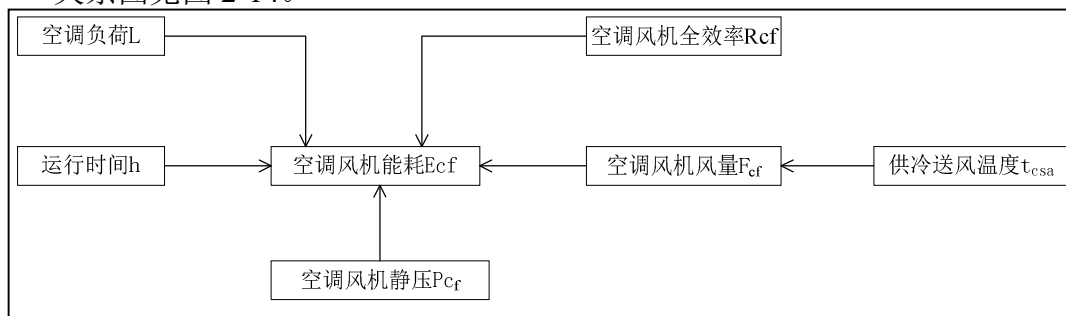 空调负荷L
空调风机全效率Rcf
运行时间h
空调风机能耗Ecf
空调风机风量Fcf
供冷送风温度tcsa
空调风机静压Pcf